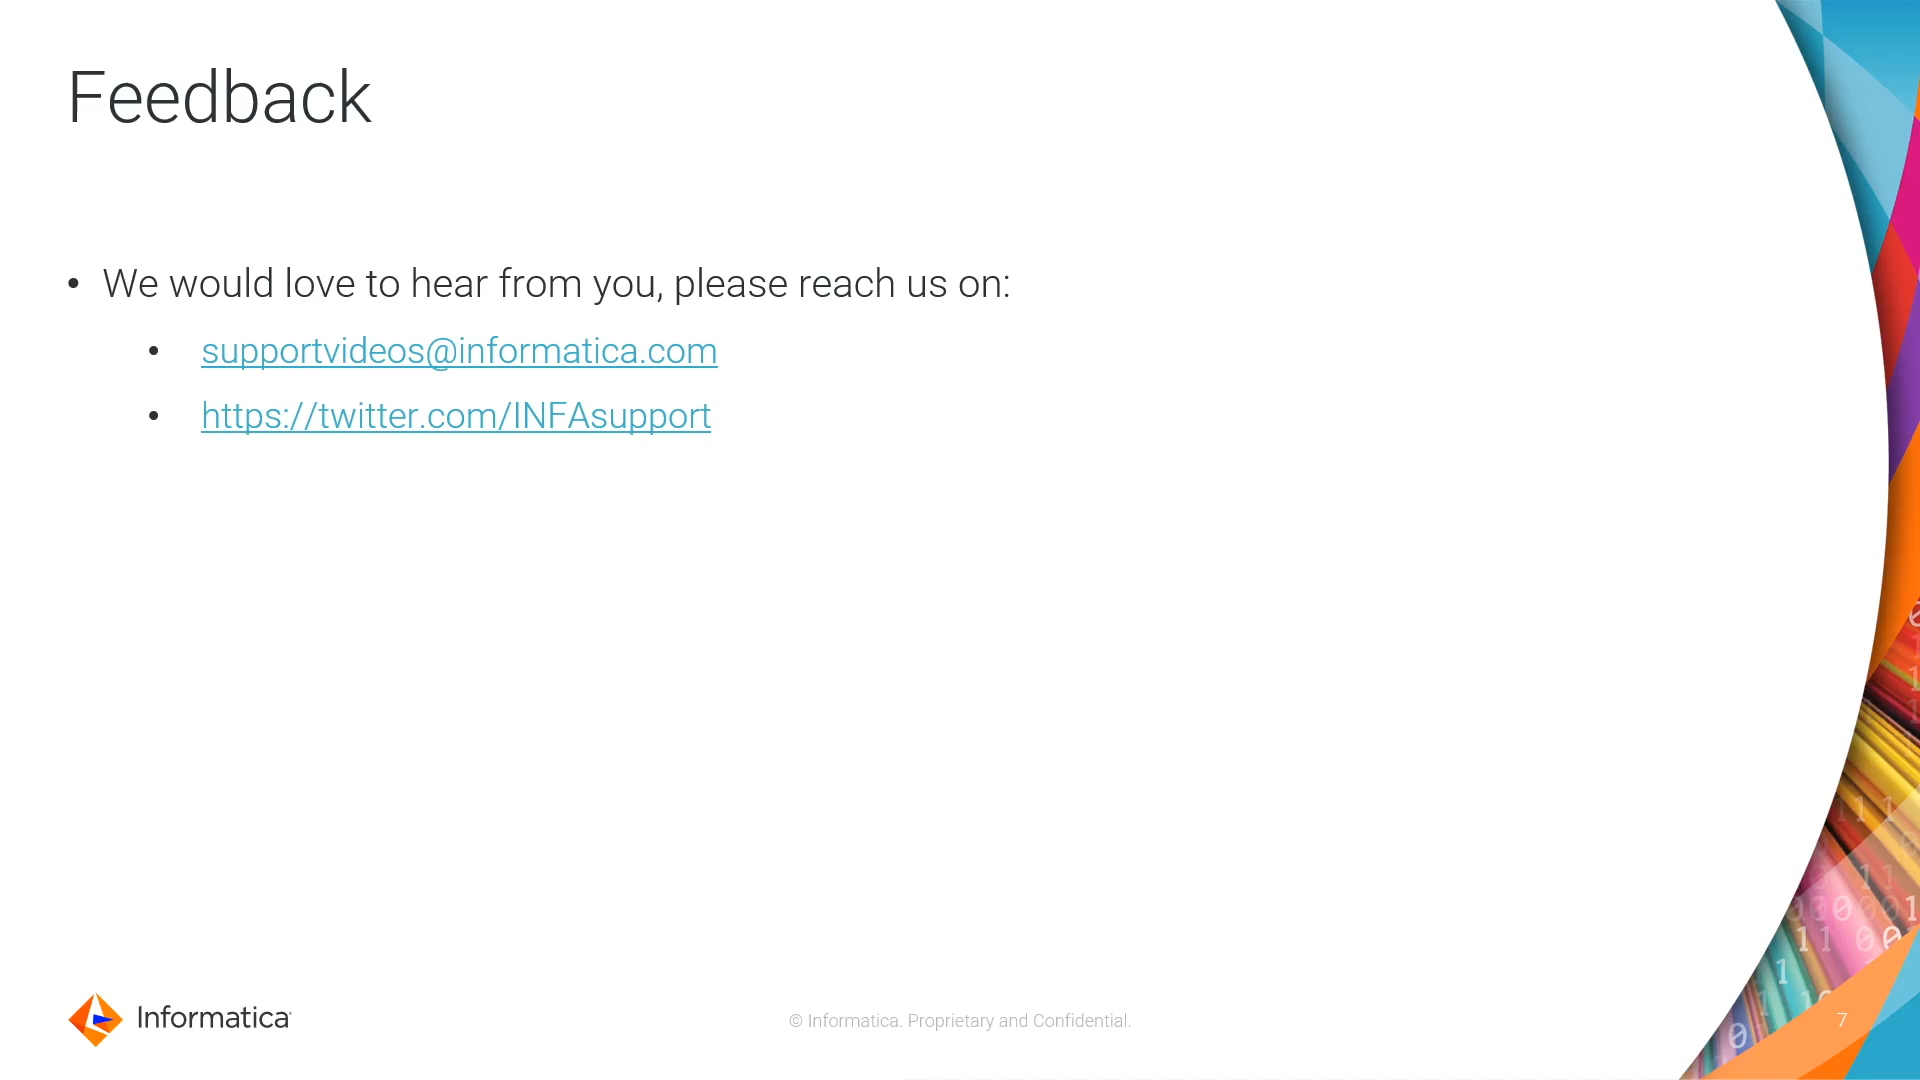 Feedback
• We would love to hear from you, please reach us on:
• supportvideos@informatica.com
• https://twitter.com/INFAsupport
Informatica
© Informatica. Proprietary and Confidential.
7